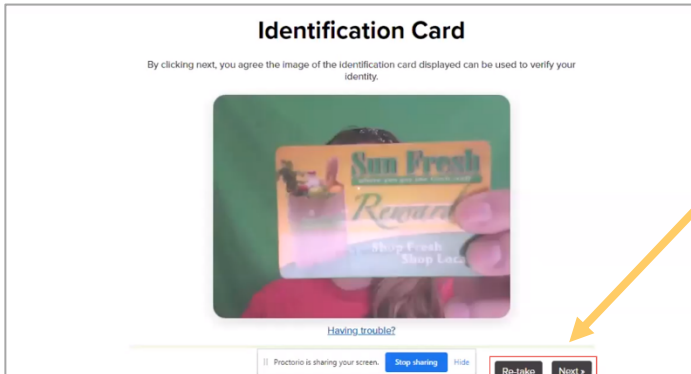 Identification Card
By clicking next, you agree the image of the identification card displayed can be used to verify your
identity.
Sun Fresh
Reward
Shop Fresh
Shop Loca
Having trouble?
Proctorio is sharing your screen. Stop sharing Hide
Re-take Next »